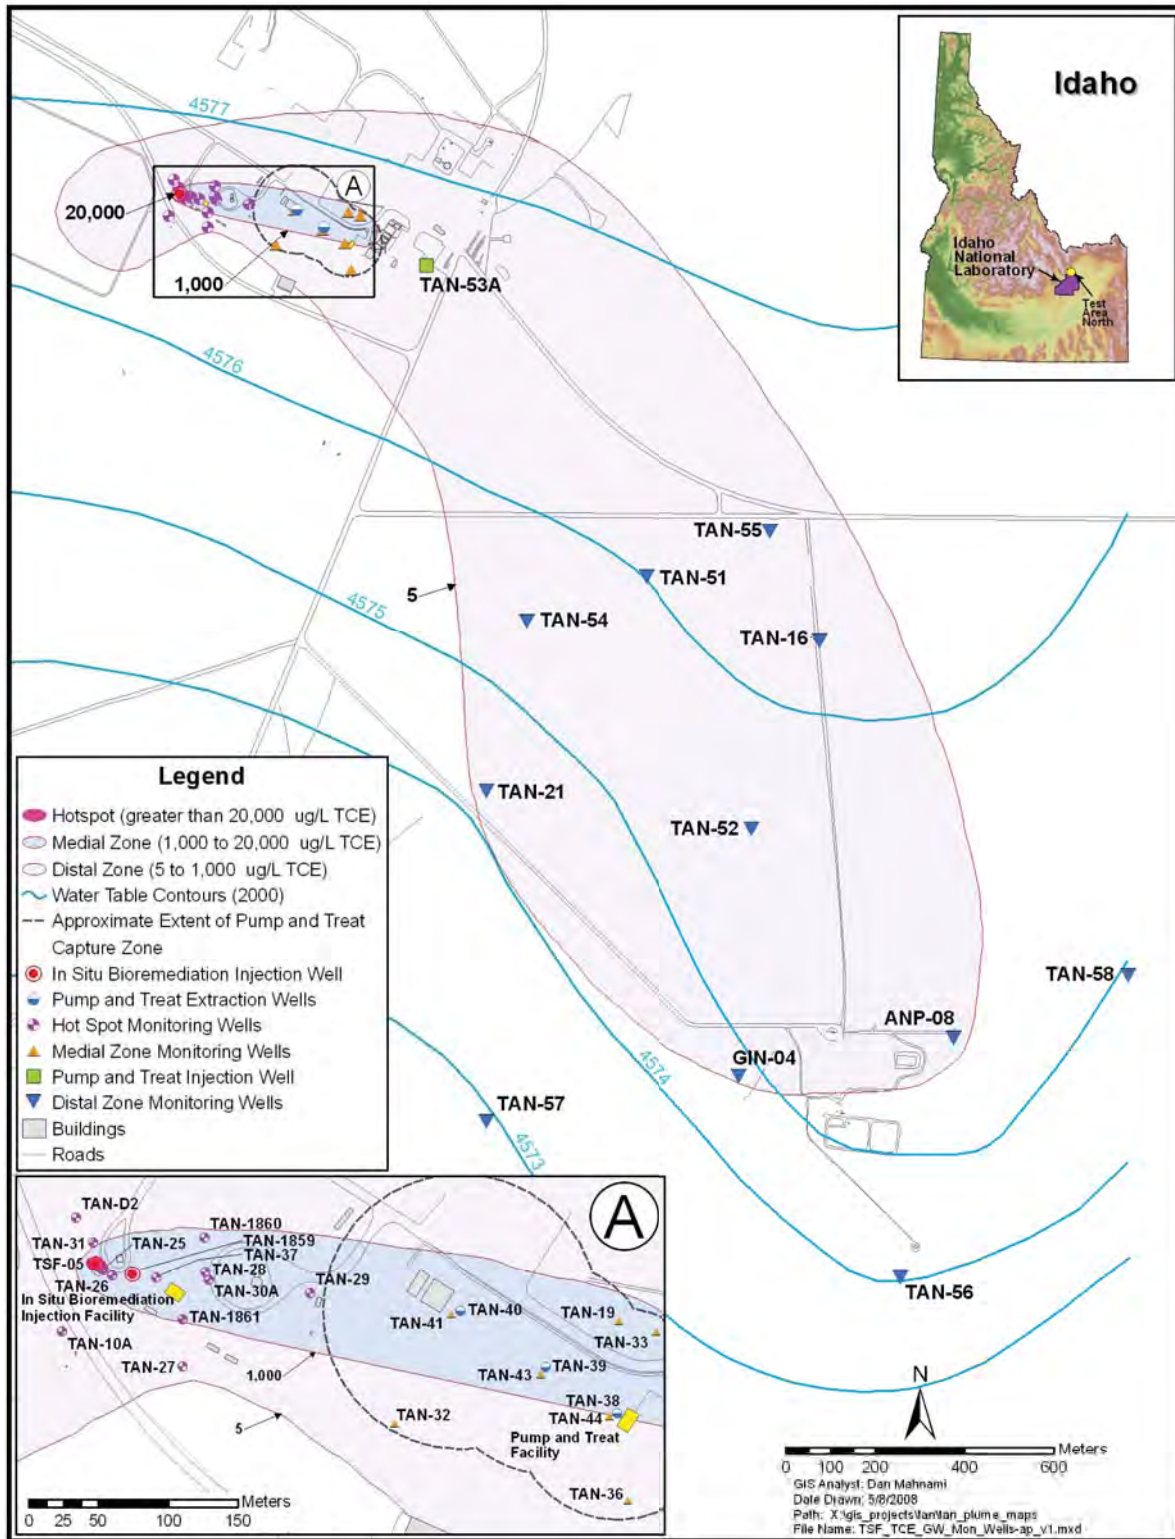 Idaho
Idaho
National
Laboratory
Test
Area
North
4577
A
20,000
1,000
TAN-53A
4576
TAN-55
TAN-51
5
TAN-54
4575
TAN-16
Legend
Hotspot (greater than 20,000 ug/L TCE)
Medial Zone (1,000 to 20,000 ug/L TCE)
Distal Zone (5 to 1,000 ug/L TCE)
Water Table Contours (2000)
Approximate Extent of Pump and Treat
Capture Zone
In Situ Bioremediation Injection Well
Pump and Treat Extraction Wells
Hot Spot Monitoring Wells
Medial Zone Monitoring Wells
Pump and Treat Injection Well
Distal Zone Monitoring Wells
Buildings
Roads
TAN-21
TAN-52
TAN-58
ANP-08
GIN-04
4574
TAN-57
4573
TAN-56
A
TAN-D2
TAN-1860
TAN-31
TAN-25
TAN-1859
TAN-37
TSF-05
TAN-28
TAN-26
TAN-30A
TAN-29
In Situ Bioremediation
Injection Facility
TAN-1861
TAN-10A
TAN-27
1,000
5
TAN-41
TAN-40
TAN-19
TAN-33
TAN-39
TAN-43
TAN-38
TAN-32
TAN-44
Pump and Treat
Facility
TAN-36
Meters
0 25 50 100 150
N
Meters
0 100 200 400 600
GIS Analyst: Dan Mahnami
Date Drawn: 5/8/2008
Path: X:\gis_projects\tan\tan_plume_maps
File Name: TSF_TCE_GW_Mon_Wells-ap_v1.mxd